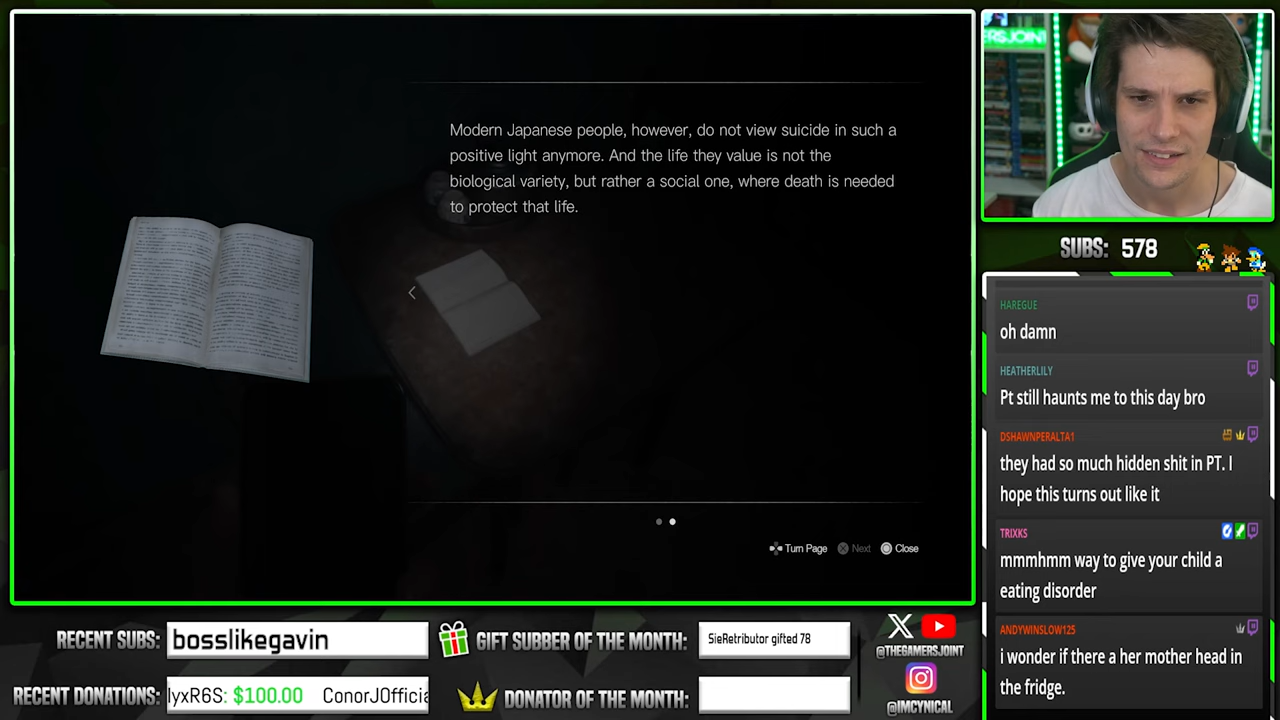 Modern Japanese people, however, do not view suicide in such a
positive light anymore. And the life they value is not the
biological variety, but rather a social one, where death is needed
to protect that life.
Turn Page Next Close
ERSJOINT
SUBS: 578
HAREGUE
oh damn
HEATHERLILY
Pt still haunts me to this day bro
DSHAWNPERALTA1
they had so much hidden shit in PT. I
hope this turns out like it
TRIXKS
mmmhmm way to give your child a
eating disorder
ANDYWINSLOW125
i wonder if there a her mother head in
the fridge.
RECENT SUBS: bosslikegavin
GIFT SUBBER OF THE MONTH: SieRetributor gifted 78
@THEGAMERSJOINT
RECENT DONATIONS: lyxR6S: $100.00 ConorJOfficia
DONATOR OF THE MONTH:
@IMCYNICAL